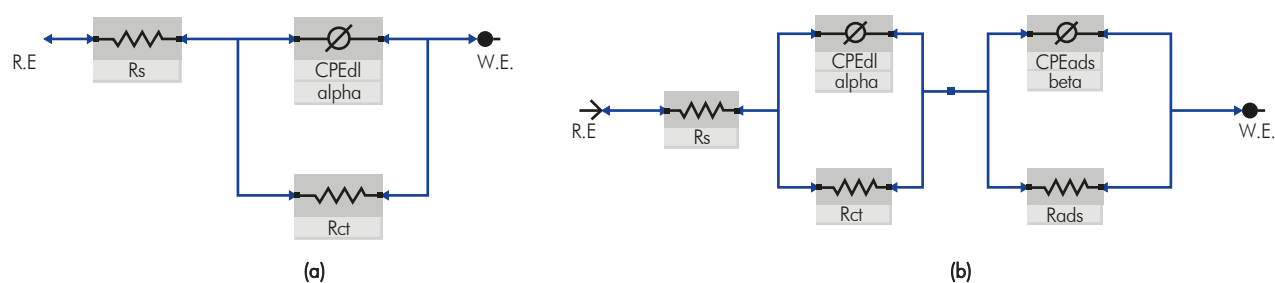 R.E
Rs
CPEdl
alpha
Rct
W.E.
(a)
R.E
Rs
CPEdl
alpha
Rct
CPEads
beta
Rads
W.E.
(b)